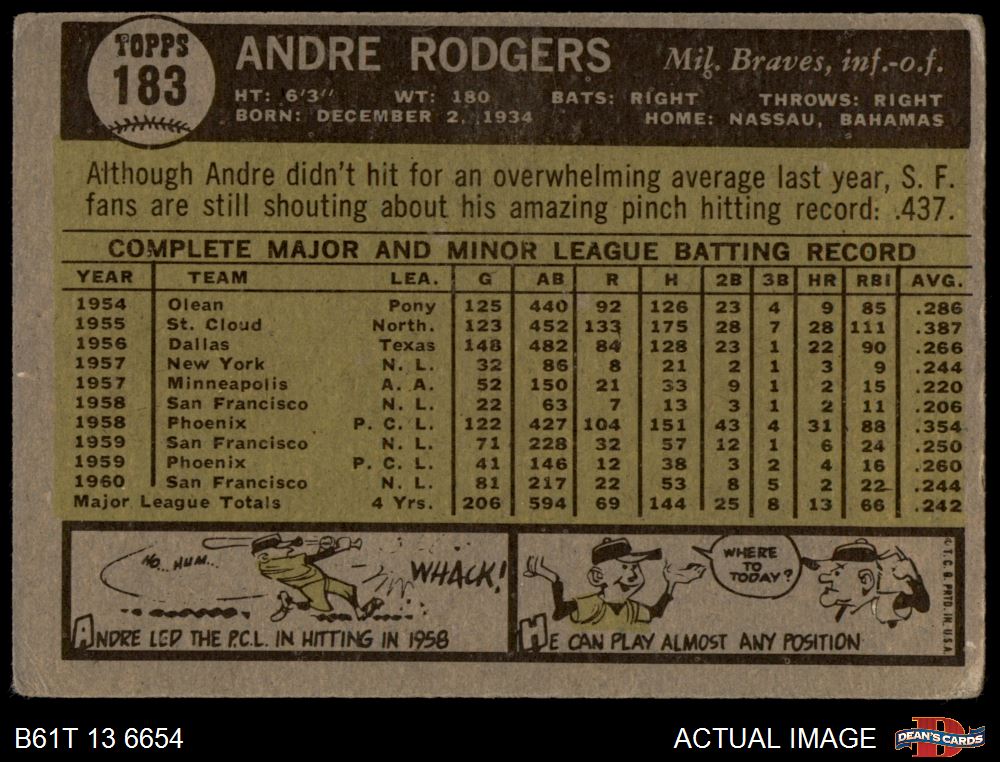 TOPPS
183
ANDRE RODGERS Mil. Braves, inf.-o.f.
HT: 6'3" WT: 180 BATS: RIGHT THROWS: RIGHT
BORN: DECEMBER 2, 1934 HOME: NASSAU, BAHAMAS
Although Andre didn't hit for an overwhelming average last year, S. F.
fans are still shouting about his amazing pinch hitting record: .437.
COMPLETE MAJOR AND MINOR LEAGUE BATTING RECORD
YEAR TEAM LEA. G AB R H 2B 3B HR RBI AVG.
1954 Olean Pony 125 440 92 126 23 4 9 85 .286
1955 St. Cloud North. 123 452 133 175 28 7 28 111 .387
1956 Dallas Texas 148 482 84 128 23 1 22 90 .266
1957 New York N. L. 32 86 8 21 2 1 3 9 .244
1957 Minneapolis A. A. 52 150 21 33 9 1 2 15 .220
1958 San Francisco N. L. 22 63 7 13 3 1 2 11 .206
1958 Phoenix P. C. L. 122 427 104 151 43 4 31 88 .354
1959 San Francisco N. L. 71 228 32 57 12 1 6 24 .250
1959 Phoenix P. C. L. 41 146 12 38 3 2 4 16 .260
1960 San Francisco N. L. 81 217 22 53 8 5 2 22 .244
Major League Totals 4 Yrs. 206 594 69 144 25 8 13 66 .242
HO HUM...
WHACK!
ANDRE LED THE P.C.L. IN HITTING IN 1958
WHERE
TO
TODAY?
HE CAN PLAY ALMOST ANY POSITION
© T. C. G. PRTD. IN U.S.A.
B61T 13 6654 ACTUAL IMAGE
DEAN'S CARDS